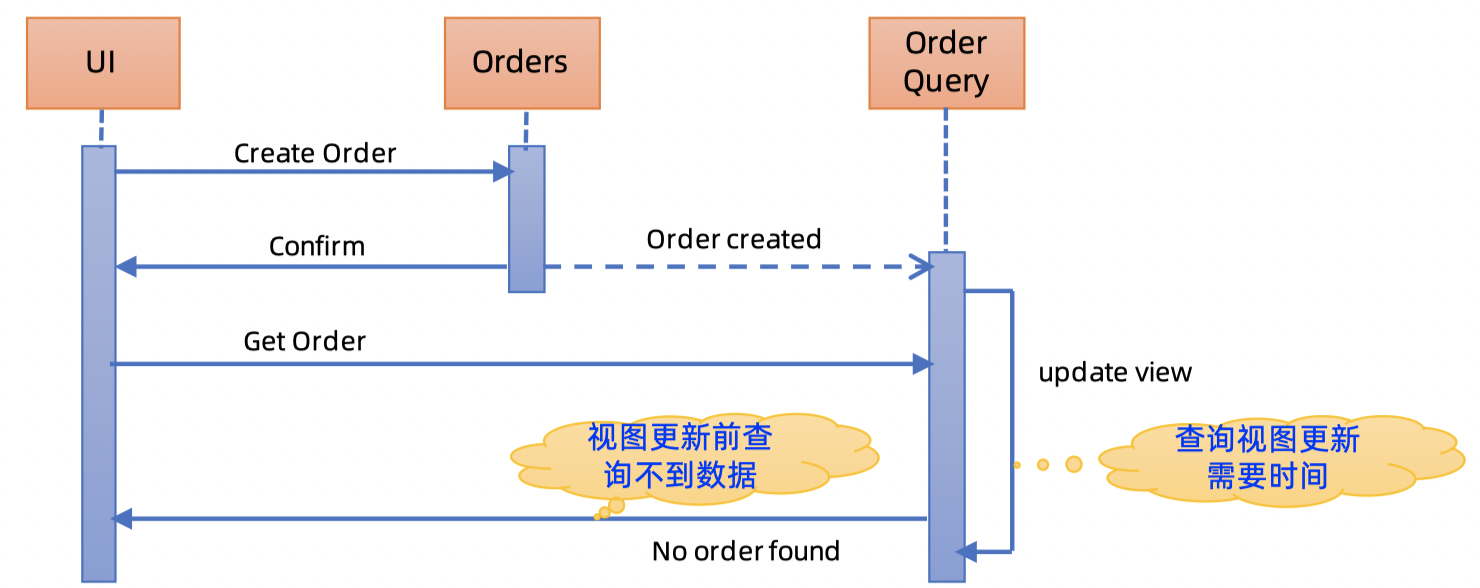 UI
Orders
Order
Query
Create Order
Confirm
Order created
Get Order
update view
视图更新前查
询不到数据
查询视图更新
需要时间
No order found